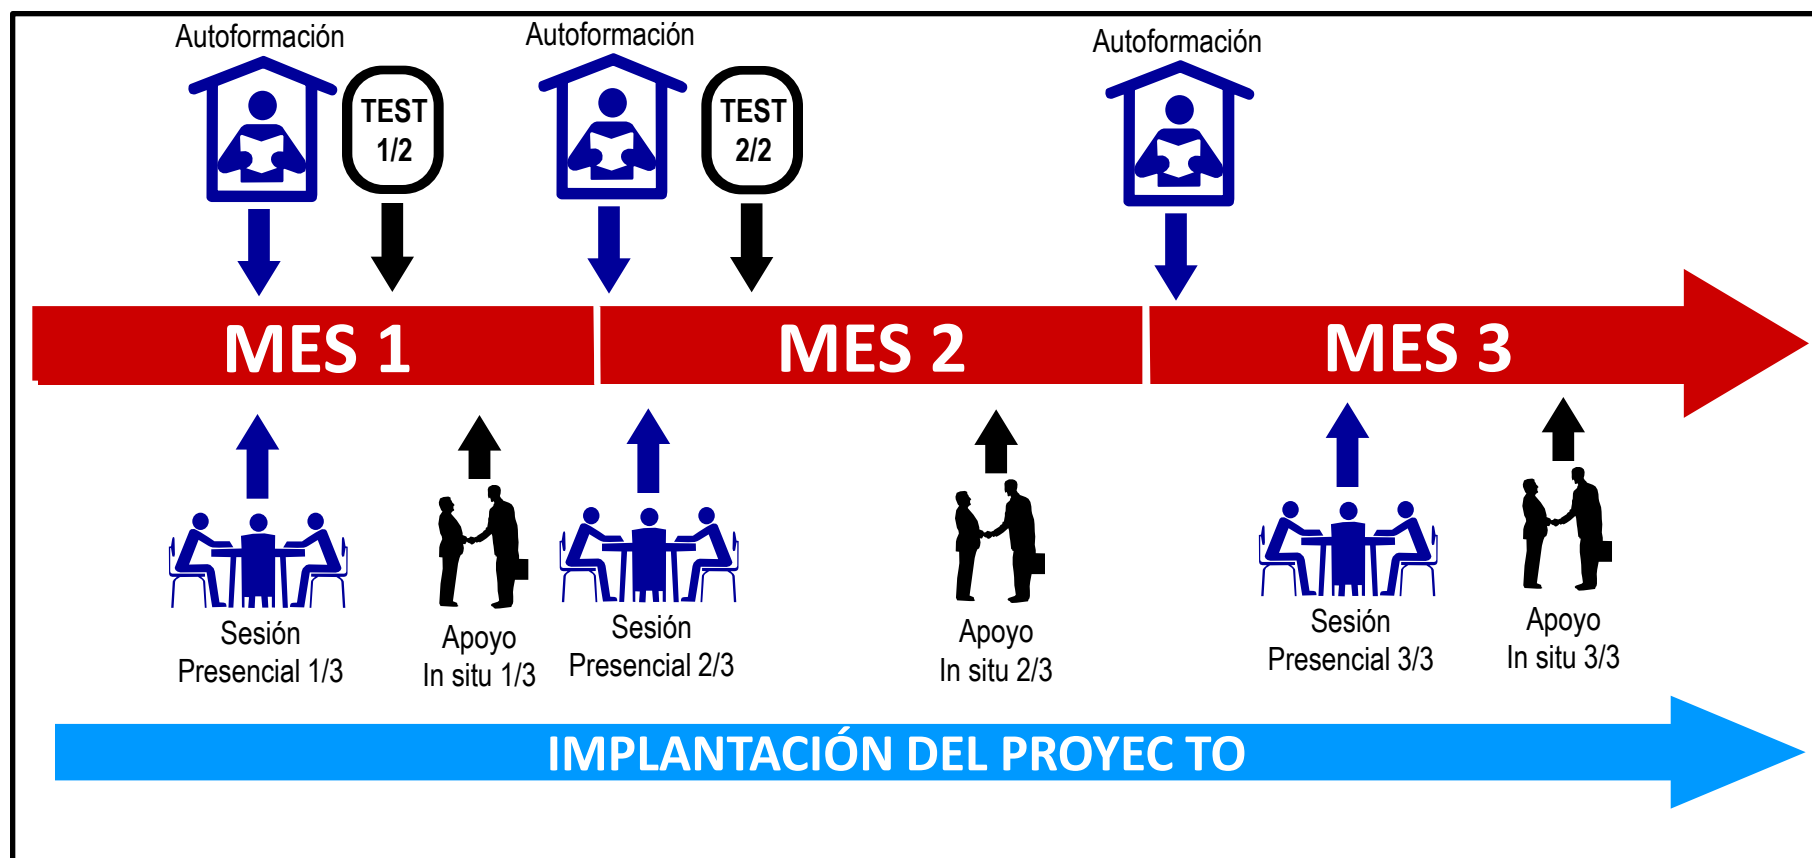 Autoformación
TEST
1/2
Autoformación
TEST
2/2
Autoformación
MES 1
MES 2
MES 3
Sesión
Presencial 1/3
Apoyo
In situ 1/3
Sesión
Presencial 2/3
Apoyo
In situ 2/3
Sesión
Presencial 3/3
Apoyo
In situ 3/3
IMPLANTACIÓN DEL PROYEC TO